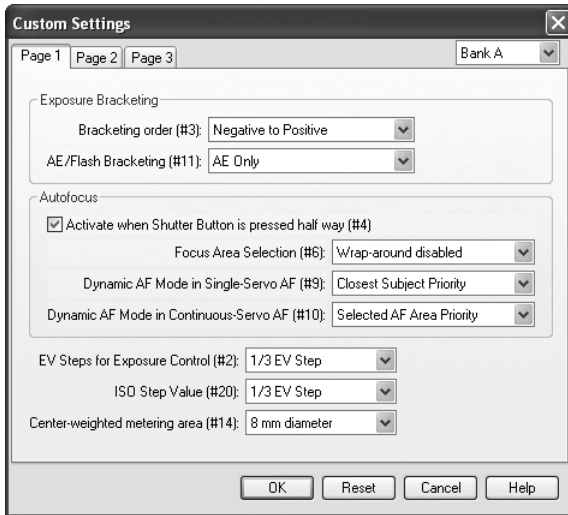 Custom Settings
Page 1 Page 2 Page 3 Bank A
Exposure Bracketing
Bracketing order (#3): Negative to Positive
AE/Flash Bracketing (#11): AE Only
Autofocus
Activate when Shutter Button is pressed half way (#4)
Focus Area Selection (#6): Wrap-around disabled
Dynamic AF Mode in Single-Servo AF (#9): Closest Subject Priority
Dynamic AF Mode in Continuous-Servo AF (#10): Selected AF Area Priority
EV Steps for Exposure Control (#2): 1/3 EV Step
ISO Step Value (#20): 1/3 EV Step
Center-weighted metering area (#14): 8 mm diameter
OK Reset Cancel Help